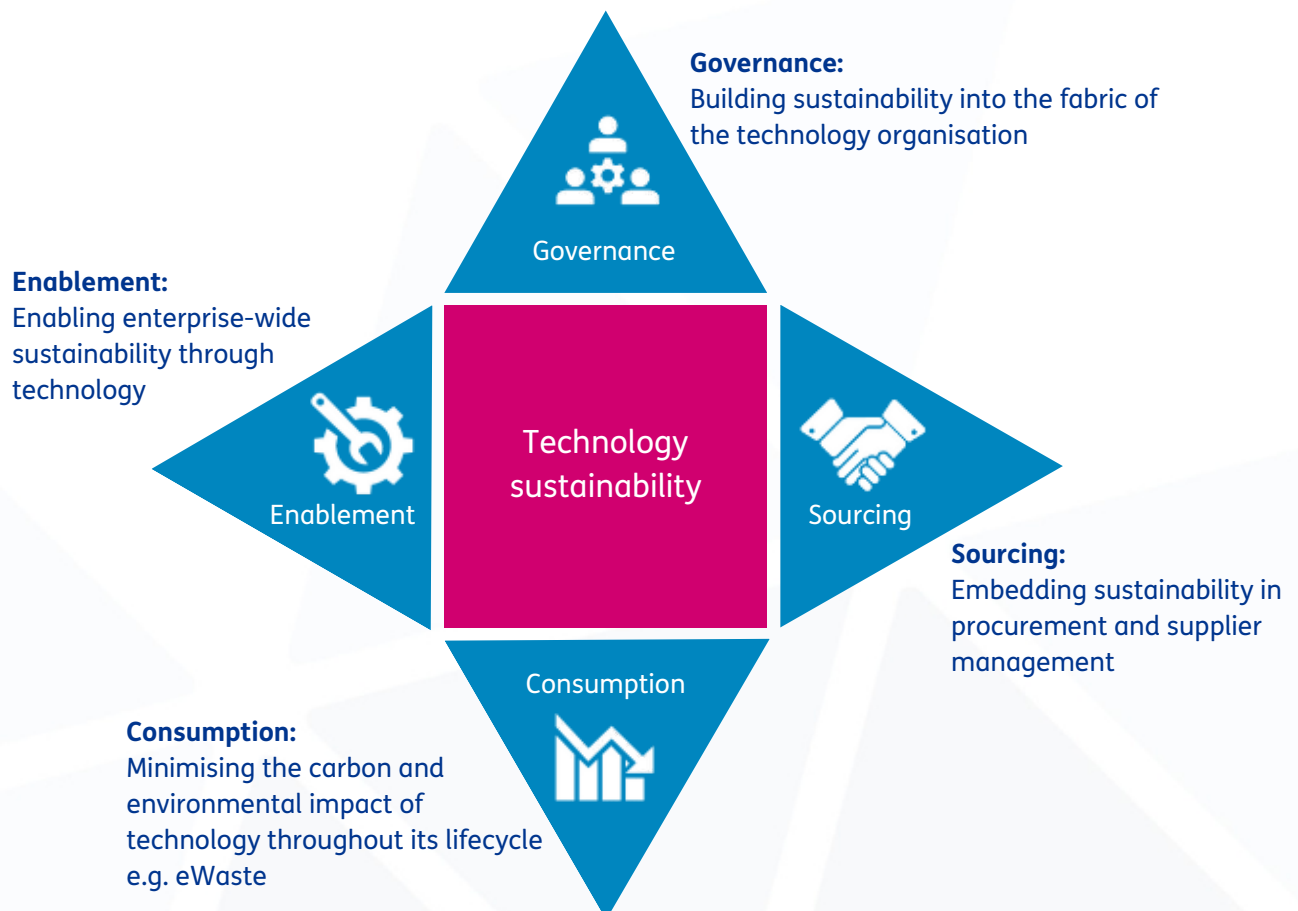 Governance:
Building sustainability into the fabric of
the technology organisation
Governance
Enablement:
Enabling enterprise-wide
sustainability through
technology
Enablement
Technology
sustainability
Sourcing
Sourcing:
Embedding sustainability in
procurement and supplier
management
Consumption
Consumption:
Minimising the carbon and
environmental impact of
technology throughout its lifecycle
e.g. eWaste